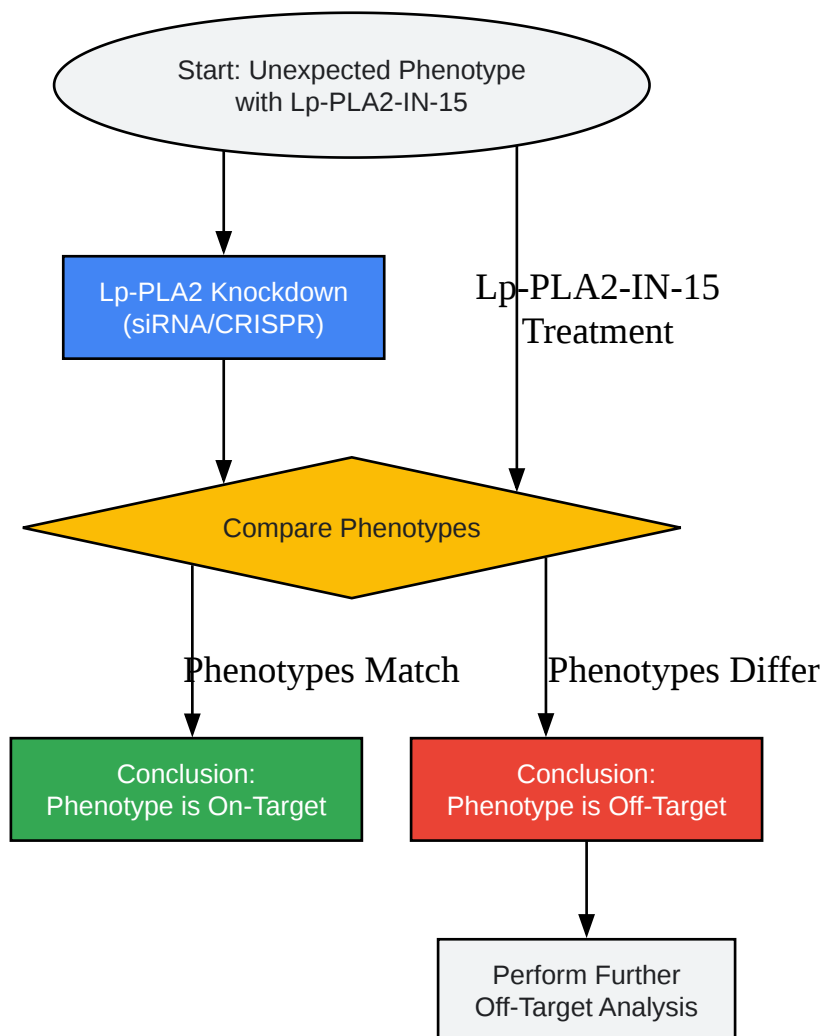 Start: Unexpected Phenotype
with Lp-PLA2-IN-15
Lp-PLA2 Knockdown
(siRNA/CRISPR)
Lp-PLA2-IN-15
Treatment
Compare Phenotypes
Phenotypes Match
Phenotypes Differ
Conclusion:
Phenotype is On-Target
Conclusion:
Phenotype is Off-Target
Perform Further
Off-Target Analysis